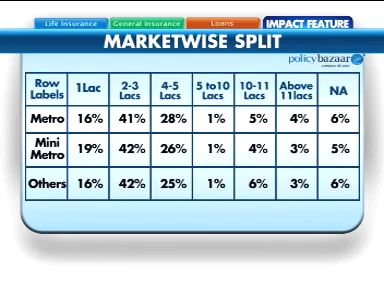 Life Insurance General Insurance Loans IMPACT FEATURE
MARKETWISE SPLIT
policybazaar
Row Labels 1Lac 2-3 Lacs 4-5 Lacs 5 to10 Lacs 10-11 Lacs Above 11lacs NA
Metro 16% 41% 28% 1% 5% 4% 6%
Mini Metro 19% 42% 26% 1% 4% 3% 5%
Others 16% 42% 25% 1% 6% 3% 6%